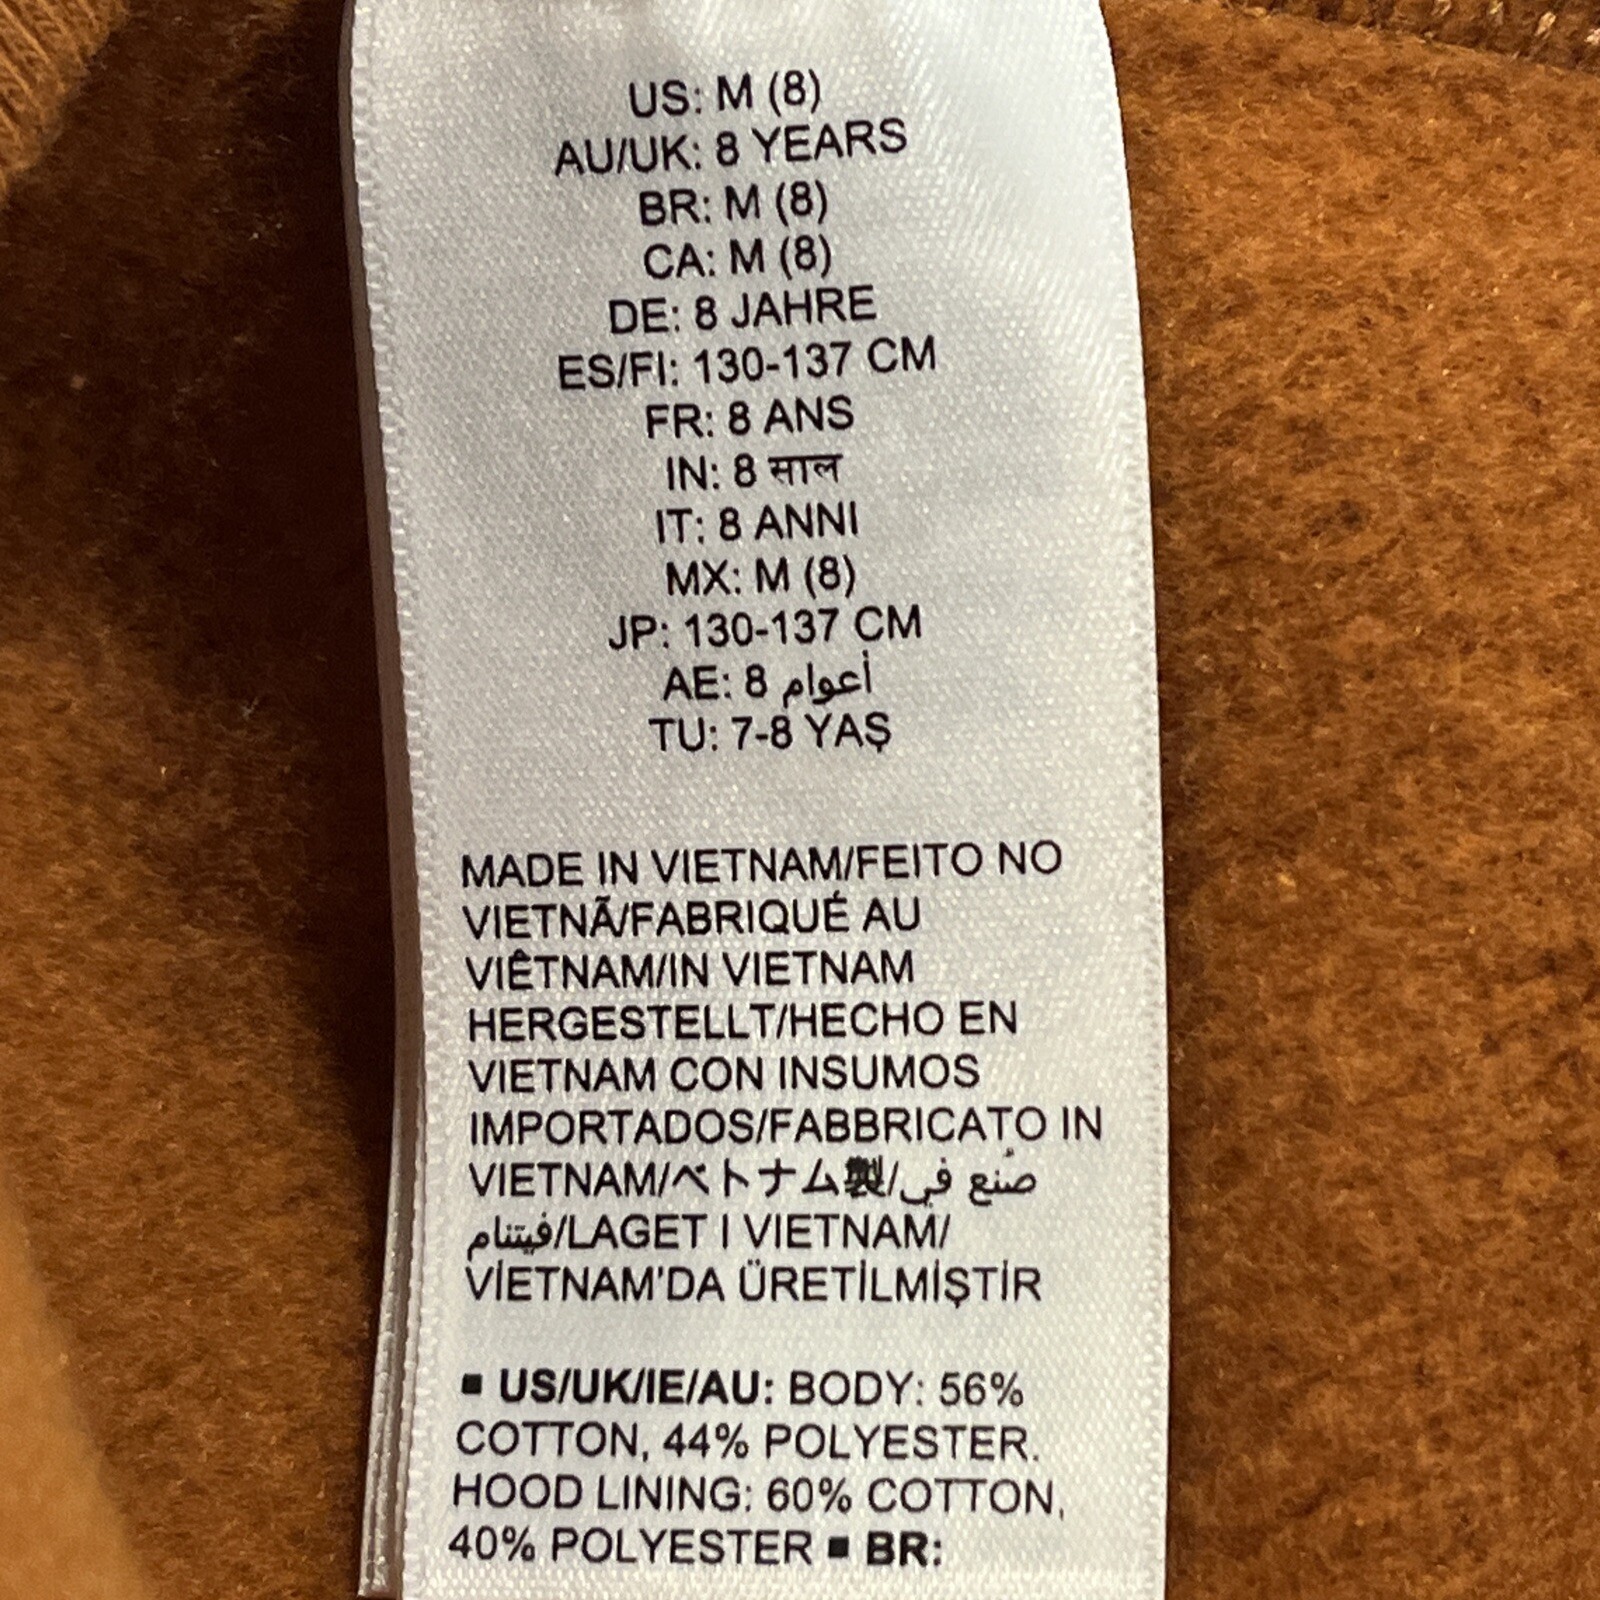 US: M (8)
AU/UK: 8 YEARS
BR: M (8)
CA: M (8)
DE: 8 JAHRE
ES/FI: 130-137 CM
FR: 8 ANS
IN: 8 साल
IT: 8 ANNI
MX: M (8)
JP: 130-137 CM
AE: 8 أعوام
TU: 7-8 YAŞ
MADE IN VIETNAM/FEITO NO
VIETNÃ/FABRIQUÉ AU
VIÊTNAM/IN VIETNAM
HERGESTELLT/HECHO EN
VIETNAM CON INSUMOS
IMPORTADOS/FABBRICATO IN
VIETNAM/ベトナム製/صُنع في
فيتنام/LAGET I VIETNAM/
VİETNAM'DA ÜRETİLMİŞTİR
■ US/UK/IE/AU: BODY: 56%
COTTON, 44% POLYESTER.
HOOD LINING: 60% COTTON,
40% POLYESTER ■ BR: